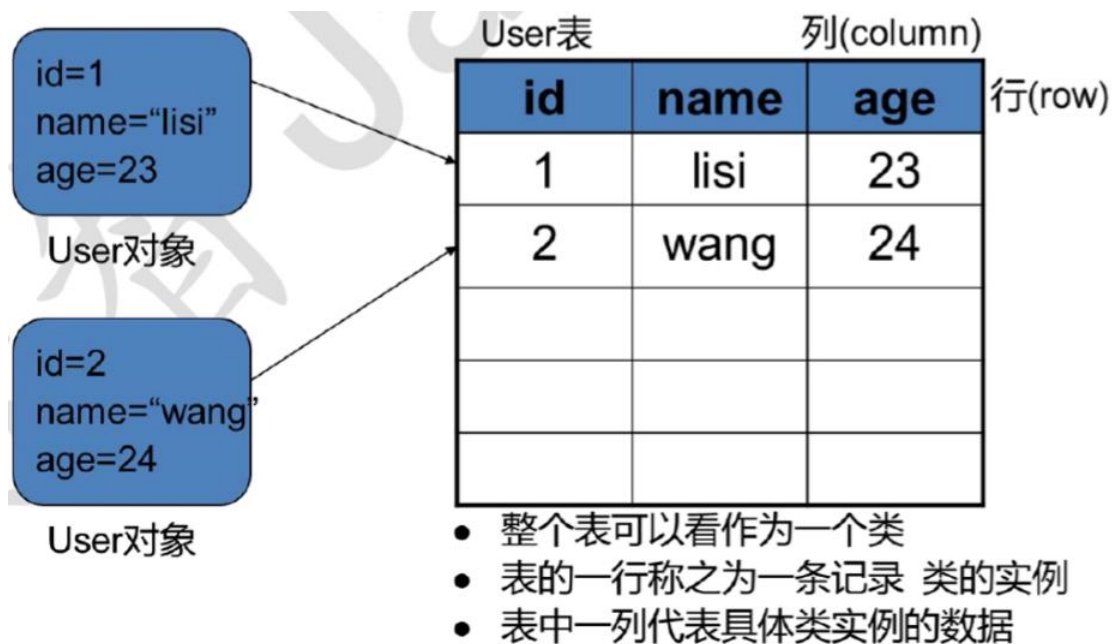 id=1
name=“lisi”
age=23
User对象
id=2
name=“wang”
age=24
User对象
User表 列(column)
id name age 行(row)
1 lisi 23
2 wang 24
• 整个表可以看作为一个类
• 表的一行称之为一条记录 类的实例
• 表中一列代表具体类实例的数据